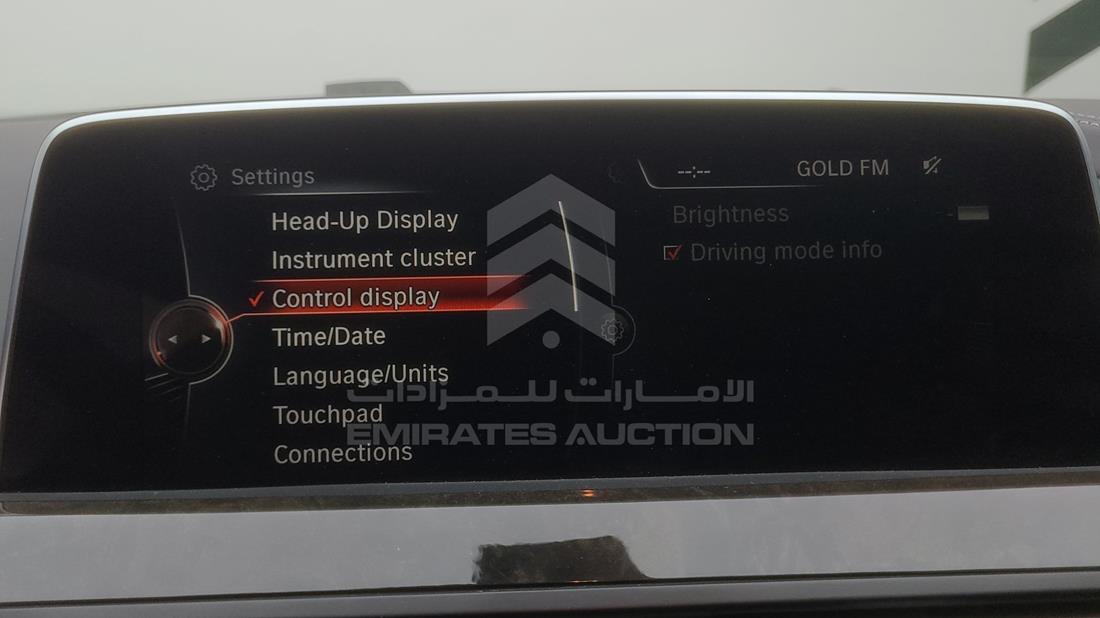 Settings
--:--
GOLD FM
Head-Up Display
Instrument cluster
Control display
Time/Date
Language/Units
Touchpad
Connections
Brightness
Driving mode info
الامارات للمزادات
EMIRATES AUCTION